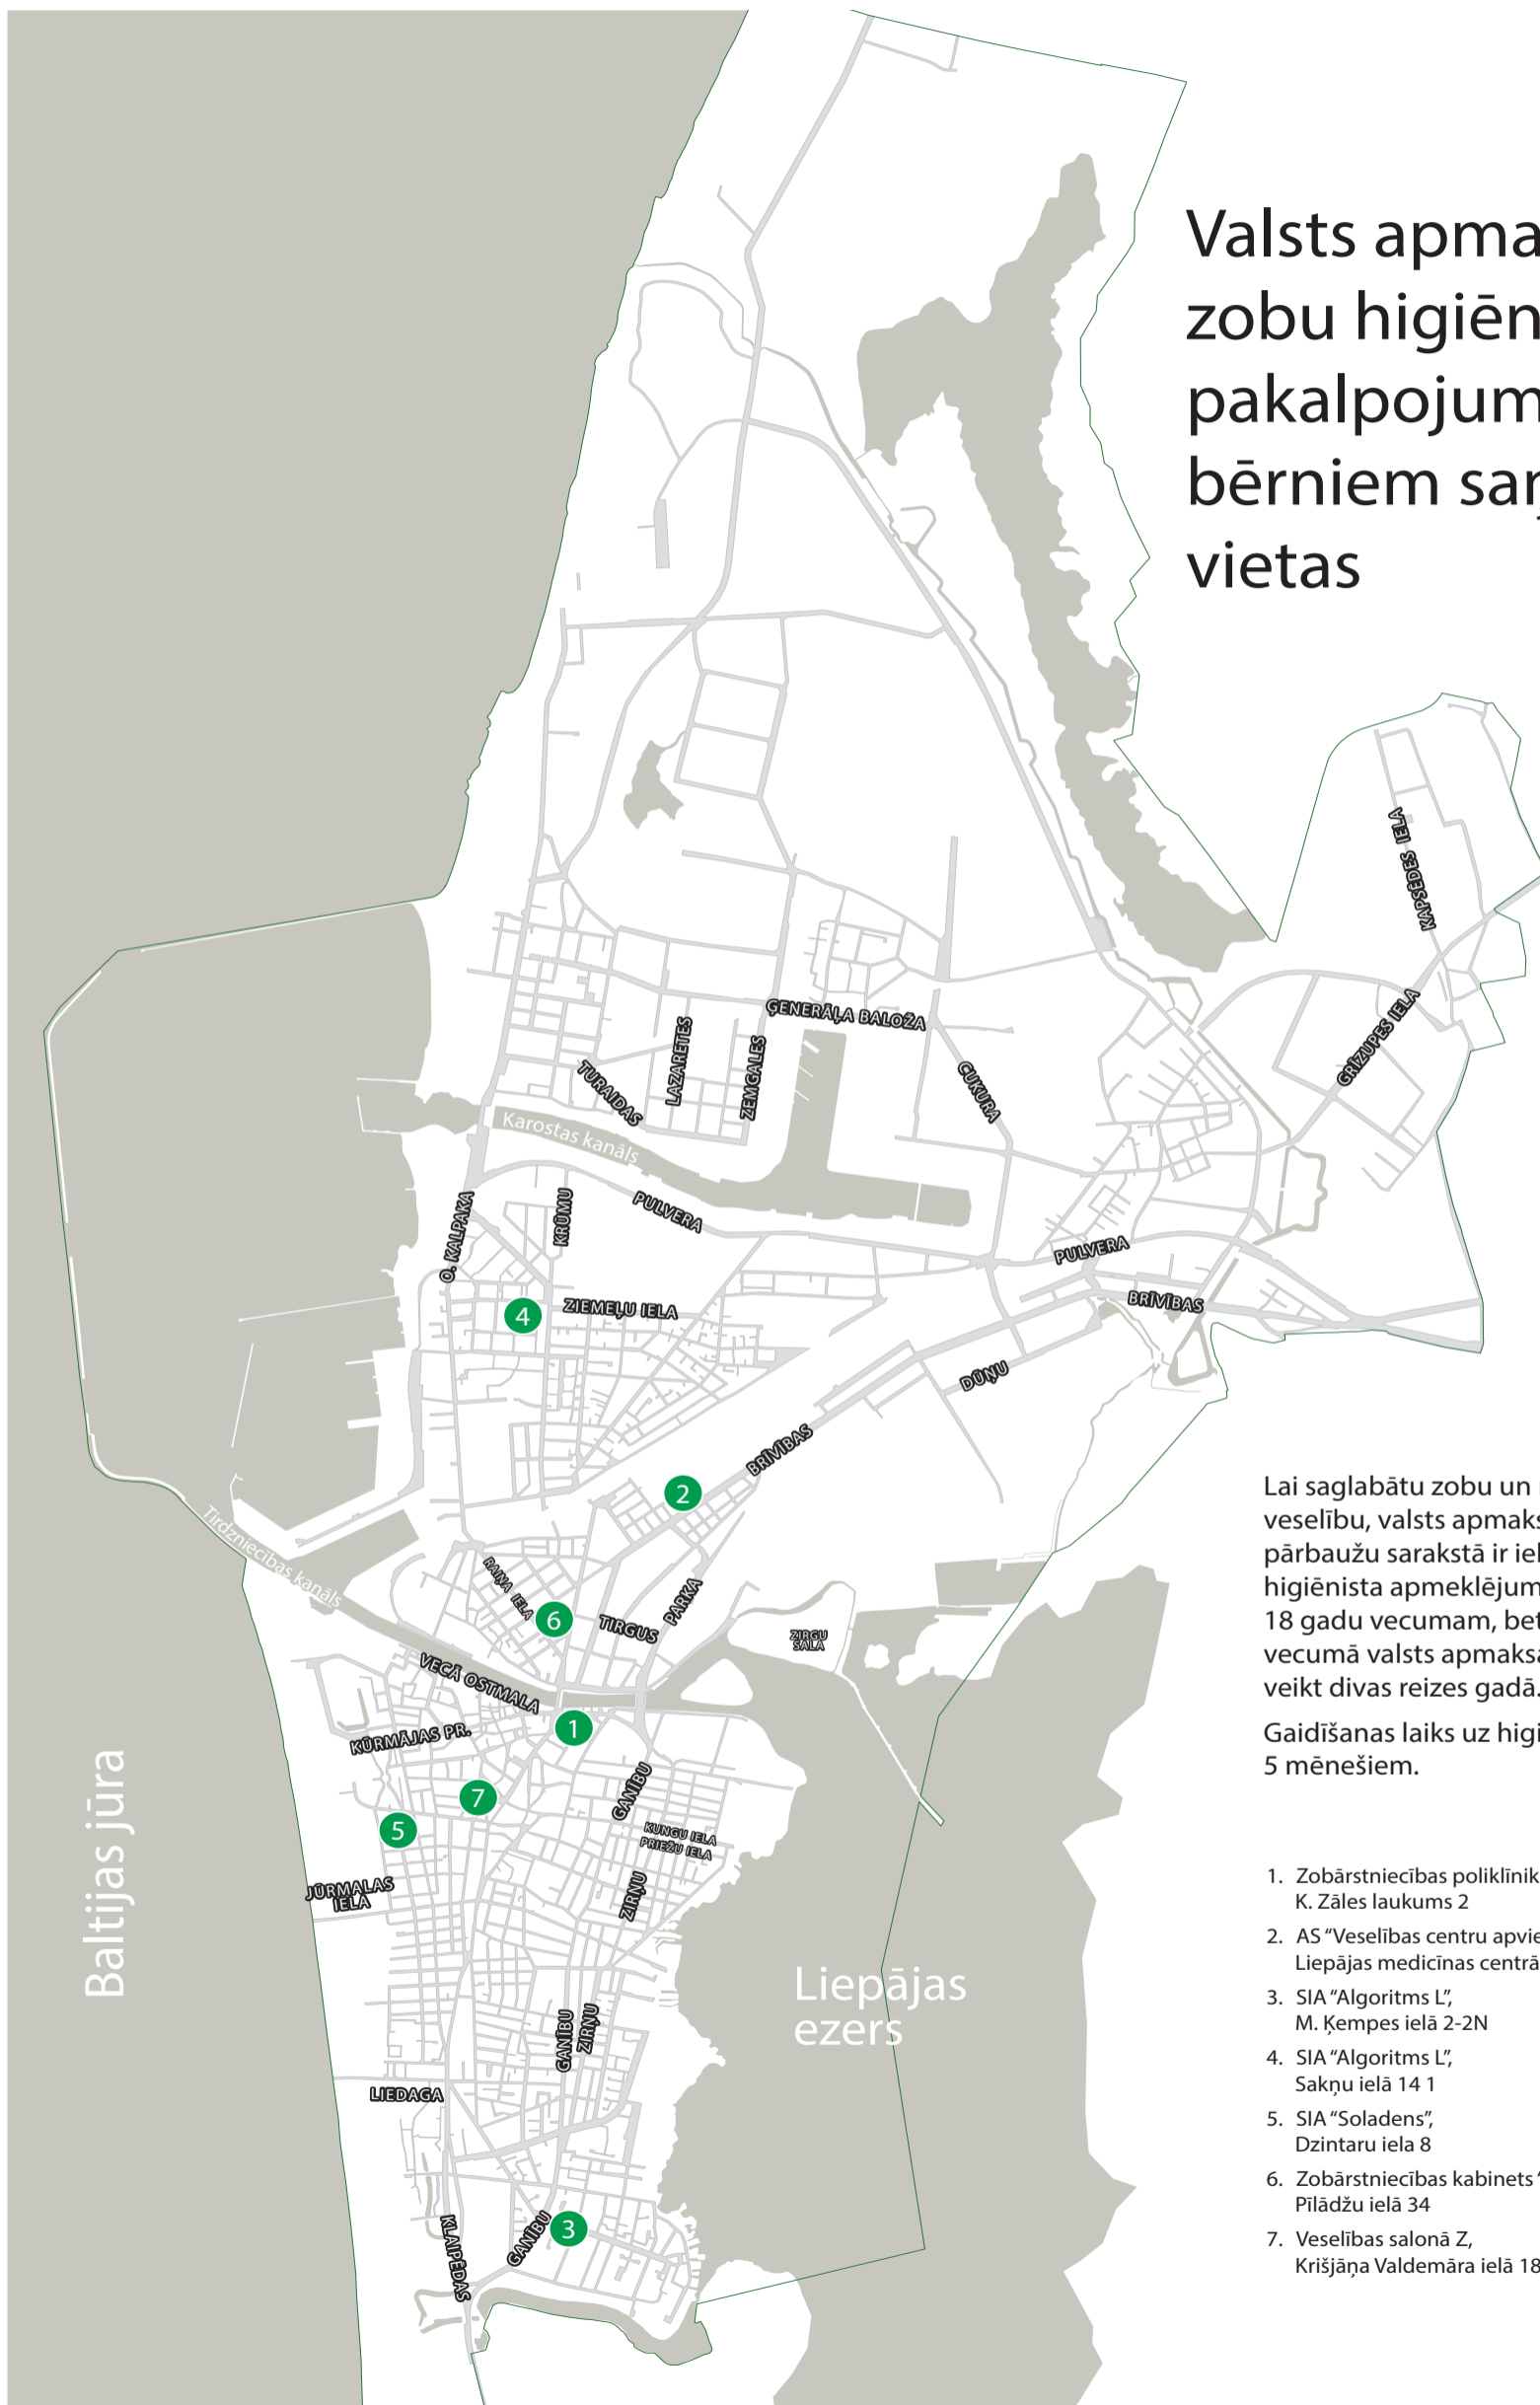 Valsts apma
zobu higiēn
pakalpojum
bērniem saņ
vietas
KAPSĒDES IELA
GRĪZUPES IELA
ĢENERĀĻA BALOŽA
LAZARETES
ZEMGALES
TURAIDAS
CUKURA
Karostas kanāls
O. KALPAKA
KRŪMU
PULVERA
PULVERA
BRĪVĪBAS
4
ZIEMEĻU IELA
DŪŅU
BRĪVĪBAS
2
Tirdzniecības kanāls
RAIŅA IELA
6
TIRGUS
PARKA
ZIRGU
SALA
VECĀ OSTMALA
1
KŪRMĀJAS PR.
7
GANĪBU
5
KUNGU IELA
PRIEŽU IELA
JŪRMALAS
IELA
ZIRŅU
Baltijas jūra
Liepājas
ezers
GANĪBU
ZIRŅU
LIEDAGA
KLAIPĒDAS
GANĪBU
3
Lai saglabātu zobu un
veselību, valsts apmaks
pārbaužu sarakstā ir iel
higiēnista apmeklējum
18 gadu vecumam, bet
vecumā valsts apmaksā
veikt divas reizes gadā.
Gaidīšanas laiks uz higi
5 mēnešiem.
1. Zobārstniecības poliklīnik
K. Zāles laukums 2
2. AS “Veselības centru apvie
Liepājas medicīnas centrā
3. SIA “Algoritms L”,
M. Ķempes ielā 2-2N
4. SIA “Algoritms L”,
Sakņu ielā 14 1
5. SIA “Soladens”,
Dzintaru iela 8
6. Zobārstniecības kabinets “
Pīlādžu ielā 34
7. Veselības salonā Z,
Krišjāņa Valdemāra ielā 18